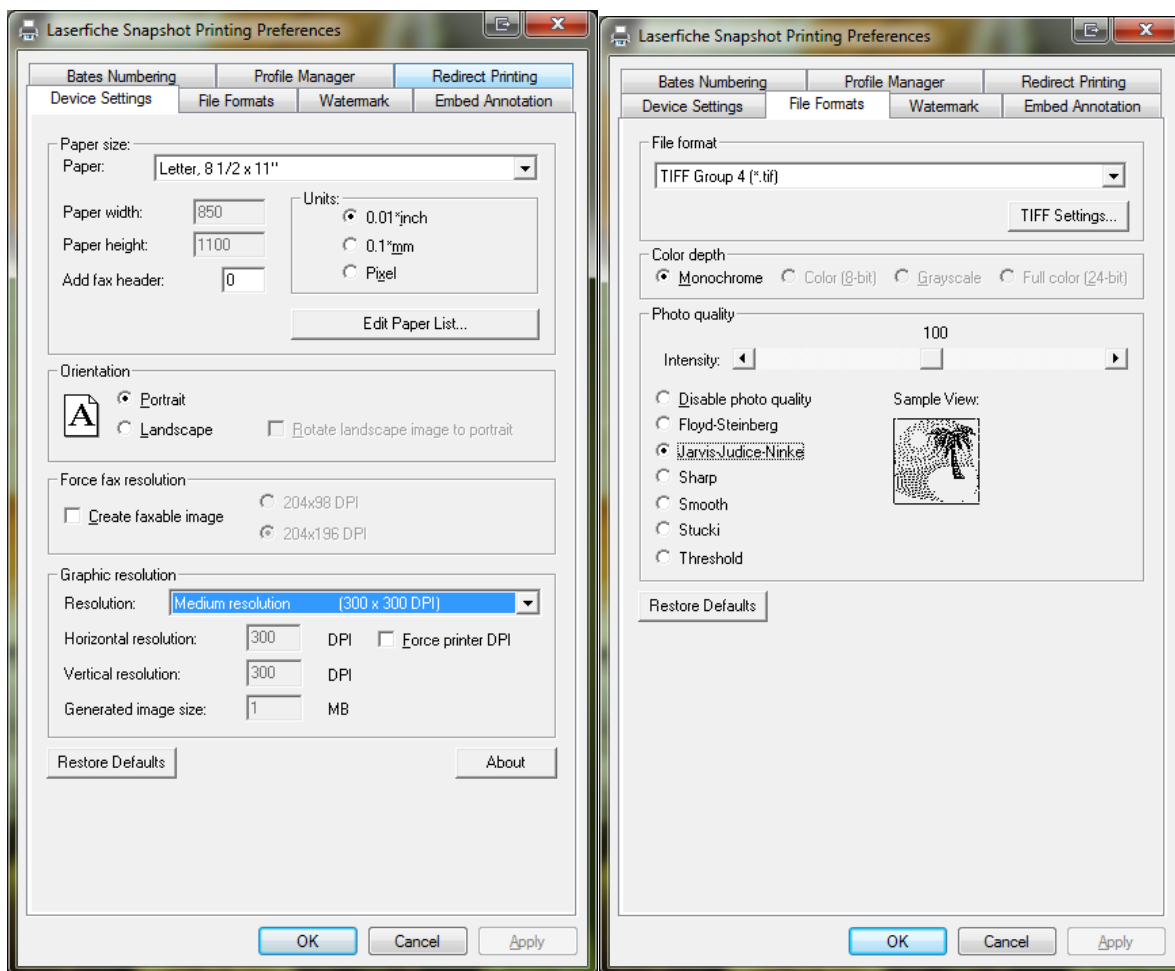 Laserfiche Snapshot Printing Preferences
Bates Numbering Profile Manager Redirect Printing
Device Settings File Formats Watermark Embed Annotation
Paper size:
Paper: Letter, 8 1/2 x 11"
Paper width: 850
Paper height: 1100
Add fax header: 0
Units:
0.01*inch
0.1*mm
Pixel
Edit Paper List...
Orientation
A
Portrait
Landscape
Rotate landscape image to portrait
Force fax resolution
Create faxable image
204x98 DPI
204x196 DPI
Graphic resolution
Resolution: Medium resolution (300 x 300 DPI)
Horizontal resolution: 300 DPI Force printer DPI
Vertical resolution: 300 DPI
Generated image size: 1 MB
Restore Defaults About
OK Cancel Apply
Laserfiche Snapshot Printing Preferences
Bates Numbering Profile Manager Redirect Printing
Device Settings File Formats Watermark Embed Annotation
File format
TIFF Group 4 (*.tif)
TIFF Settings...
Color depth
Monochrome Color (8-bit) Grayscale Full color (24-bit)
Photo quality
100
Intensity:
Disable photo quality
Floyd-Steinberg
Jarvis-Judice-Ninke
Sharp
Smooth
Stucki
Threshold
Sample View:
Restore Defaults
OK Cancel Apply